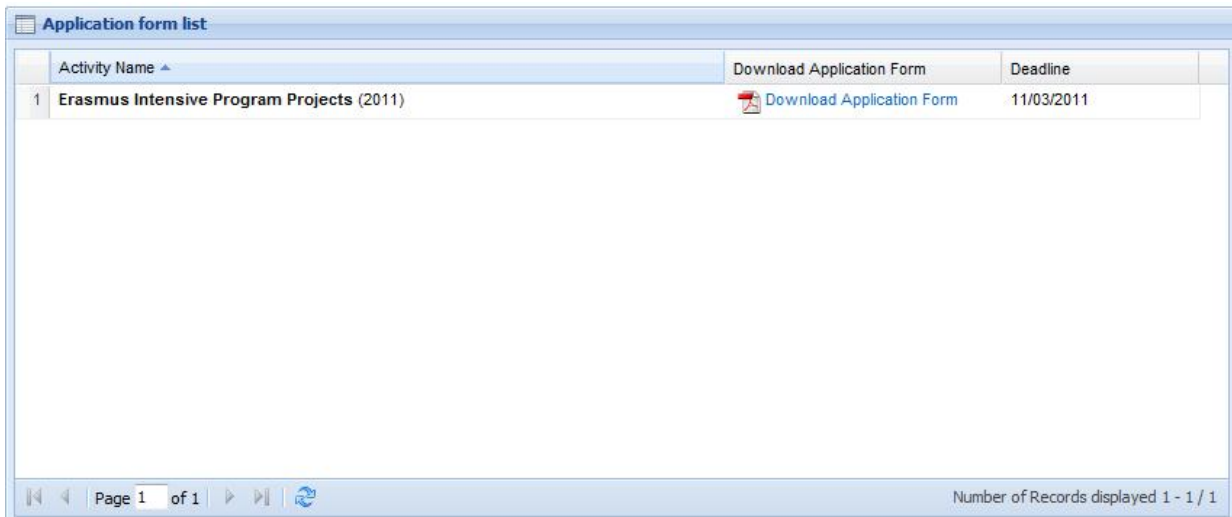 Application form list
Activity Name Download Application Form Deadline
1 Erasmus Intensive Program Projects (2011) Download Application Form 11/03/2011
Page 1 of 1 Number of Records displayed 1 - 1 / 1